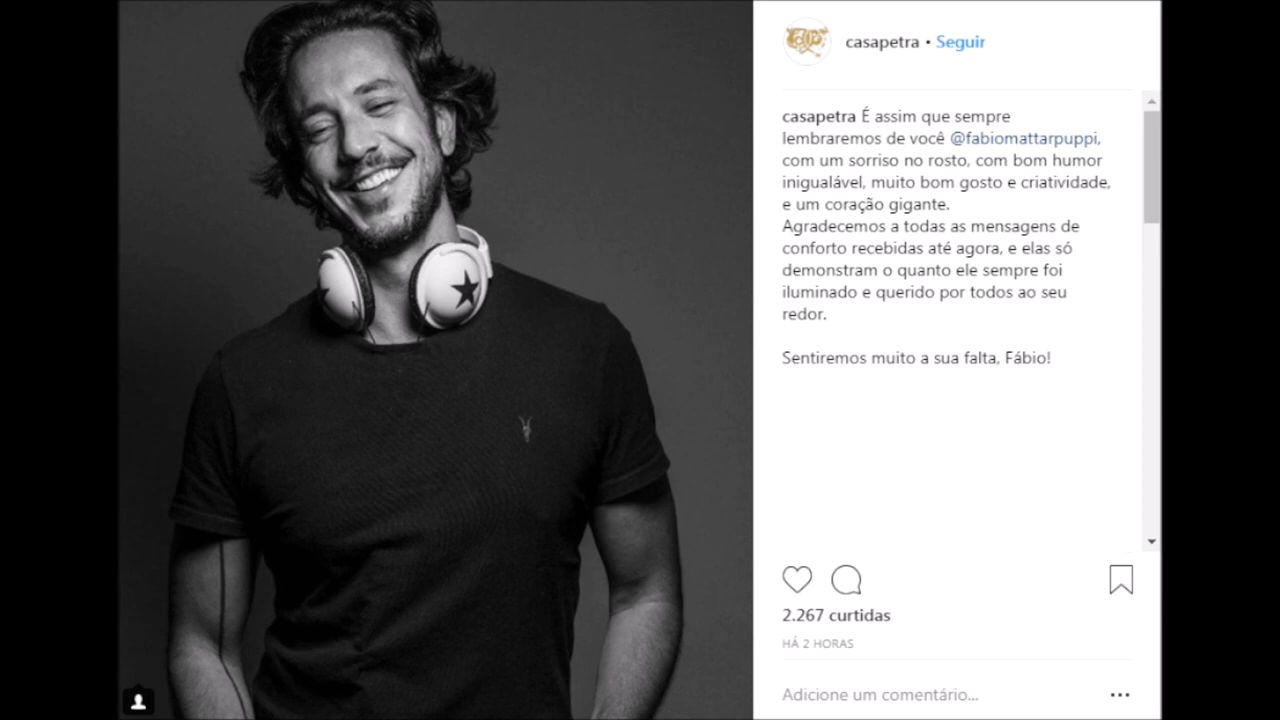 casapetra • Seguir
casapetra É assim que sempre
lembraremos de você @fabiomattarpuppi,
com um sorriso no rosto, com bom humor
inigualável, muito bom gosto e criatividade,
e um coração gigante.
Agradecemos a todas as mensagens de
conforto recebidas até agora, e elas só
demonstram o quanto ele sempre foi
iluminado e querido por todos ao seu
redor.
Sentiremos muito a sua falta, Fábio!
2.267 curtidas
HÁ 2 HORAS
Adicione um comentário...